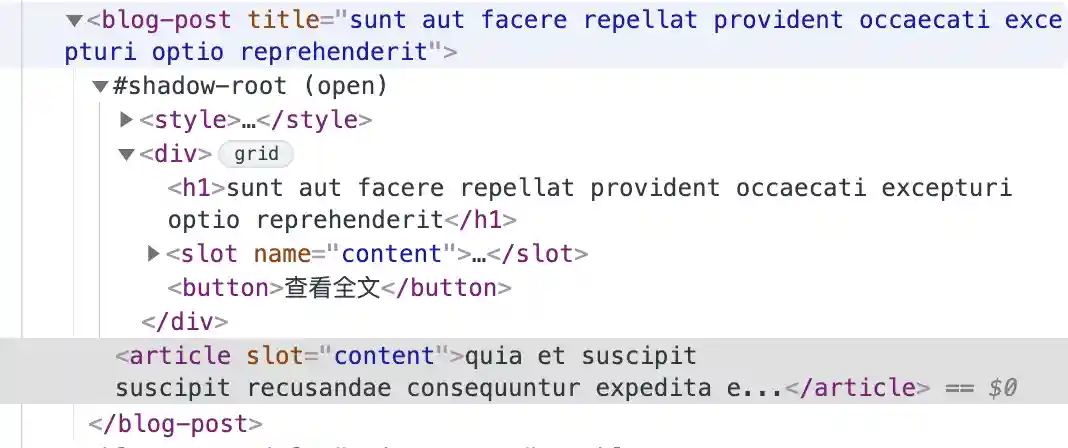 ▼<blog-post title="sunt aut facere repellat provident occaecati exce
pturi optio reprehenderit">
▼#shadow-root (open)
▶<style>…</style>
▼<div> grid
<h1>sunt aut facere repellat provident occaecati excepturi
optio reprehenderit</h1>
▶<slot name="content">…</slot>
<button>查看全文</button>
</div>
<article slot="content">quia et suscipit
suscipit recusandae consequuntur expedita e...</article> == $0
</blog-post>